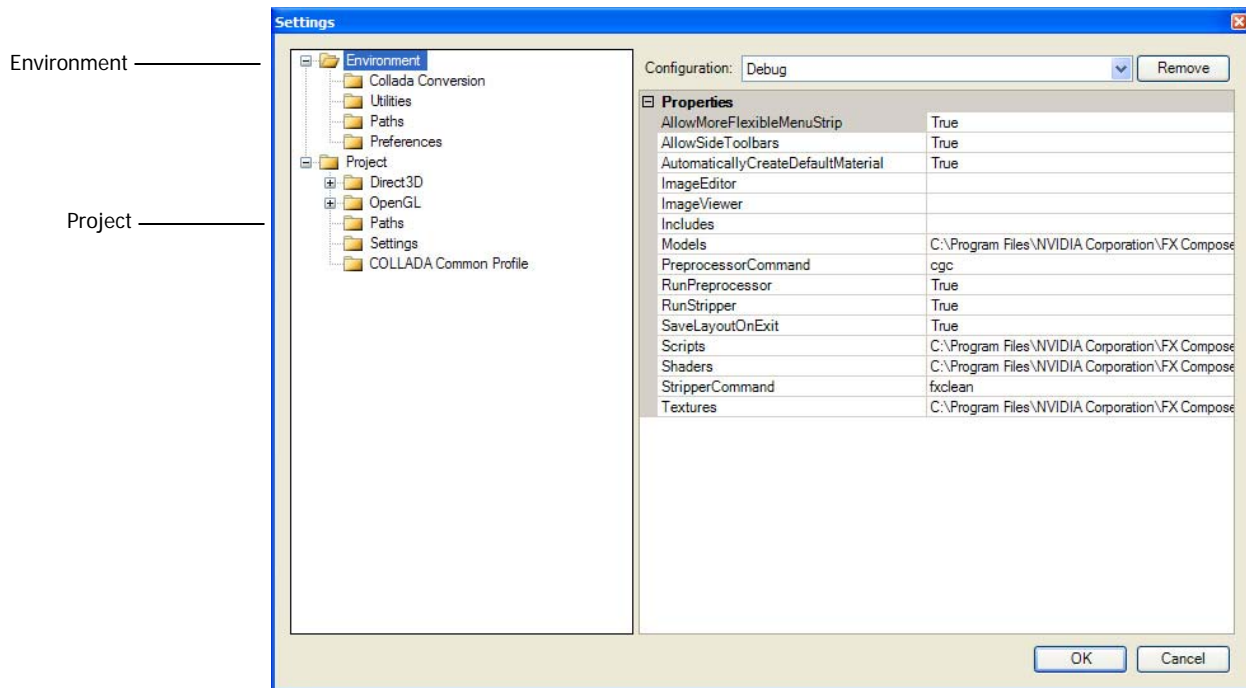 Settings
Environment
Environment
Collada Conversion
Utilities
Paths
Preferences
Project
Direct3D
OpenGL
Project
Paths
Settings
COLLADA Common Profile
Configuration: Debug Remove
Properties
AllowMoreFlexibleMenuStrip True
AllowSideToolbars True
AutomaticallyCreateDefaultMaterial True
ImageEditor
ImageViewer
Includes
Models C:\Program Files\NVIDIA Corporation\FX Compose
PreprocessorCommand cgc
RunPreprocessor True
RunStripper True
SaveLayoutOnExit True
Scripts C:\Program Files\NVIDIA Corporation\FX Compose
Shaders C:\Program Files\NVIDIA Corporation\FX Compose
StripperCommand fxclean
Textures C:\Program Files\NVIDIA Corporation\FX Compose
OK Cancel